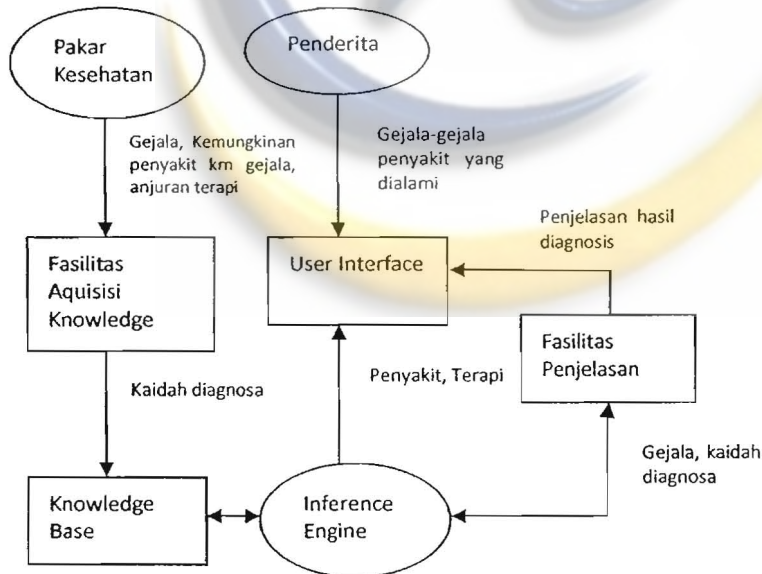 Pakar
Kesehatan
Penderita
Gejala, Kemungkinan
penyakit km gejala,
anjuran terapi
Gejala-gejala
penyakit yang
dialami
Penjelasan hasil
diagnosis
Fasilitas
Aquisisi
Knowledge
User Interface
Fasilitas
Penjelasan
Kaidah diagnosa
Penyakit, Terapi
Gejala, kaidah
diagnosa
Knowledge
Base
Inference
Engine